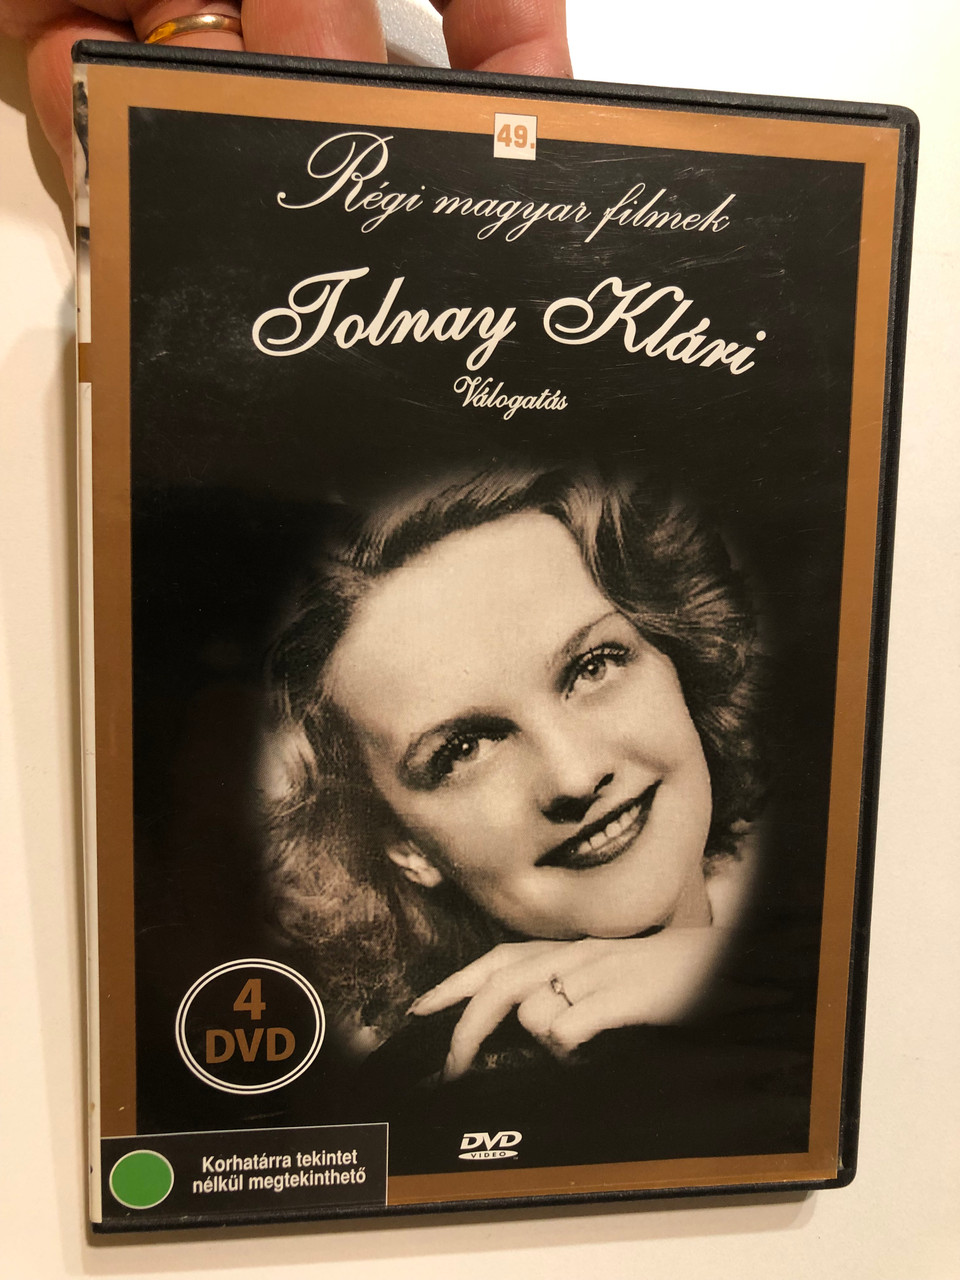 49.
Régi magyar filmek
Tolnay Klári
Válogatás
4
DVD
DVD
VIDEO
Korhatárra tekintet
nélkül megtekinthető